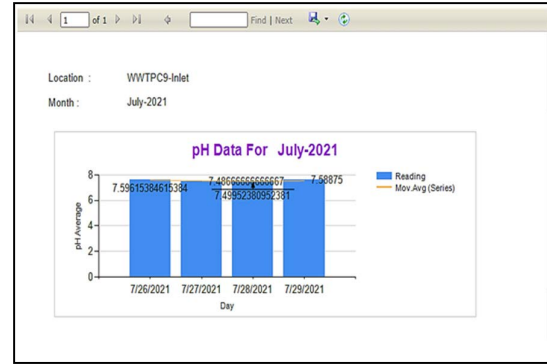 1 of 1 Find | Next
Location : WWTPC9-Inlet
Month : July-2021
pH Data For July-2021
8
6
4
2
0
pH Average
7.59615384615384
7.48666666666667
7.49952380952381
7.58875
Reading
Mov.Avg (Series)
7/26/2021 7/27/2021 7/28/2021 7/29/2021
Day